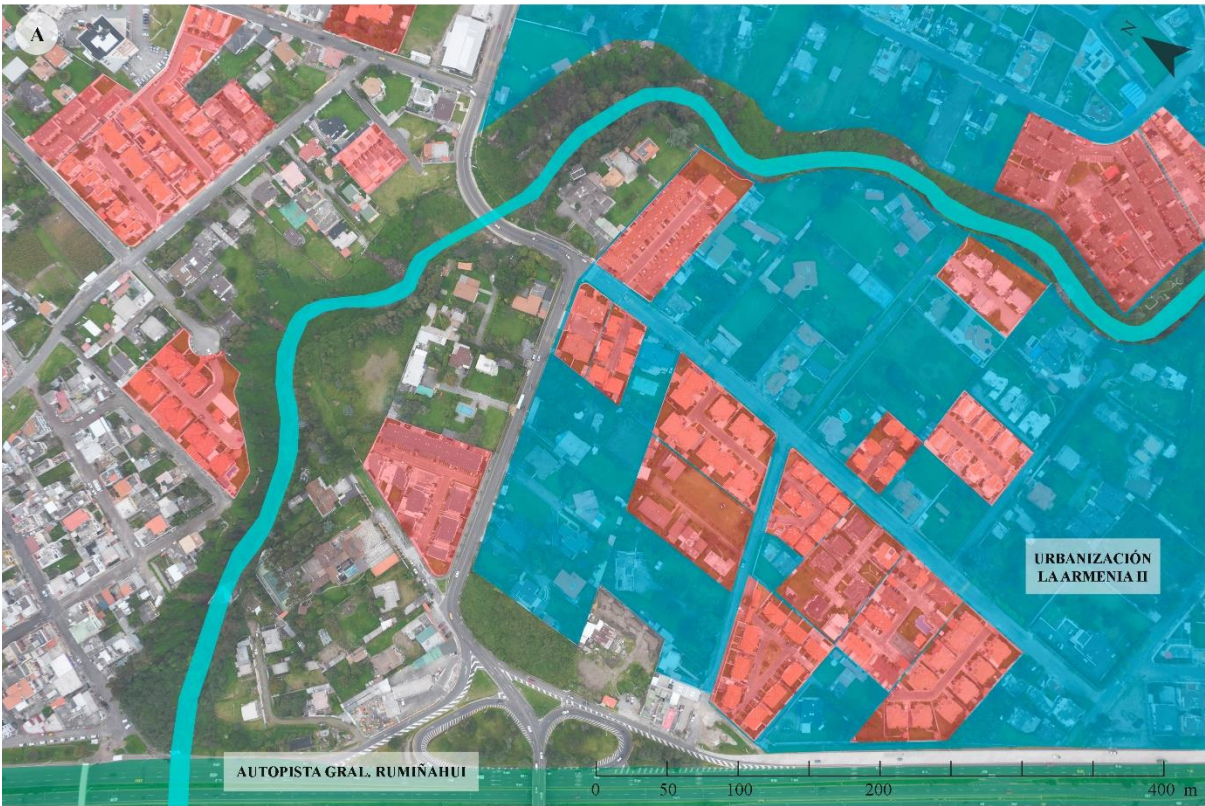 A
N
URBANIZACIÓN
LA ARMENIA II
AUTOPISTA GRAL. RUMIÑAHUI
0 50 100 200 400 m